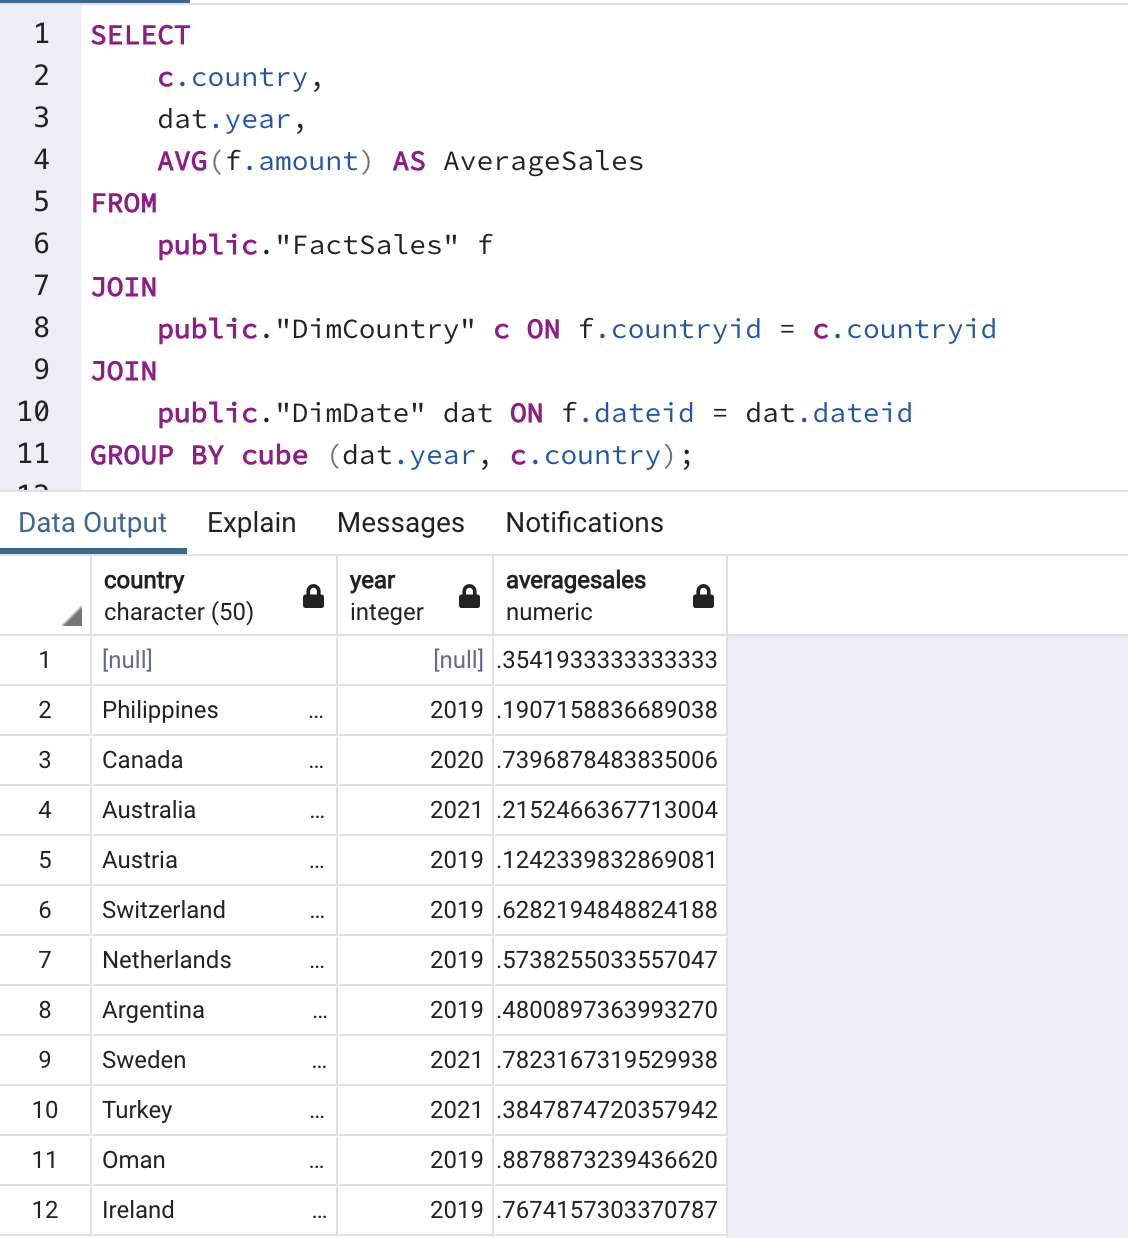 1 SELECT
2 c.country,
3 dat.year,
4 AVG(f.amount) AS AverageSales
5 FROM
6 public."FactSales" f
7 JOIN
8 public."DimCountry" c ON f.countryid = c.countryid
9 JOIN
10 public."DimDate" dat ON f.dateid = dat.dateid
11 GROUP BY cube (dat.year, c.country);
Data Output Explain Messages Notifications
country year averagesales
character (50) integer numeric
1 [null] [null] .3541933333333333
2 Philippines ... 2019 .1907158836689038
3 Canada ... 2020 .7396878483835006
4 Australia ... 2021 .2152466367713004
5 Austria ... 2019 .1242339832869081
6 Switzerland ... 2019 .6282194848824188
7 Netherlands ... 2019 .5738255033557047
8 Argentina ... 2019 .4800897363993270
9 Sweden ... 2021 .7823167319529938
10 Turkey ... 2021 .3847874720357942
11 Oman ... 2019 .8878873239436620
12 Ireland ... 2019 .7674157303370787